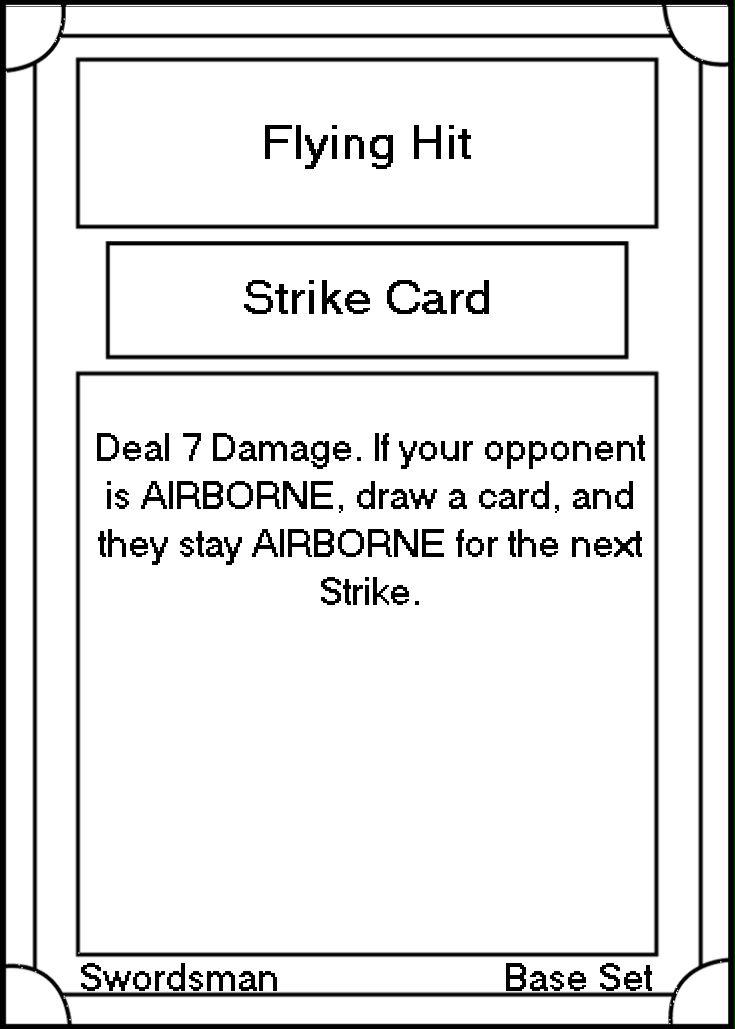 Flying Hit
Strike Card
Deal 7 Damage. If your opponent
is AIRBORNE, draw a card, and
they stay AIRBORNE for the next
Strike.
Swordsman
Base Set